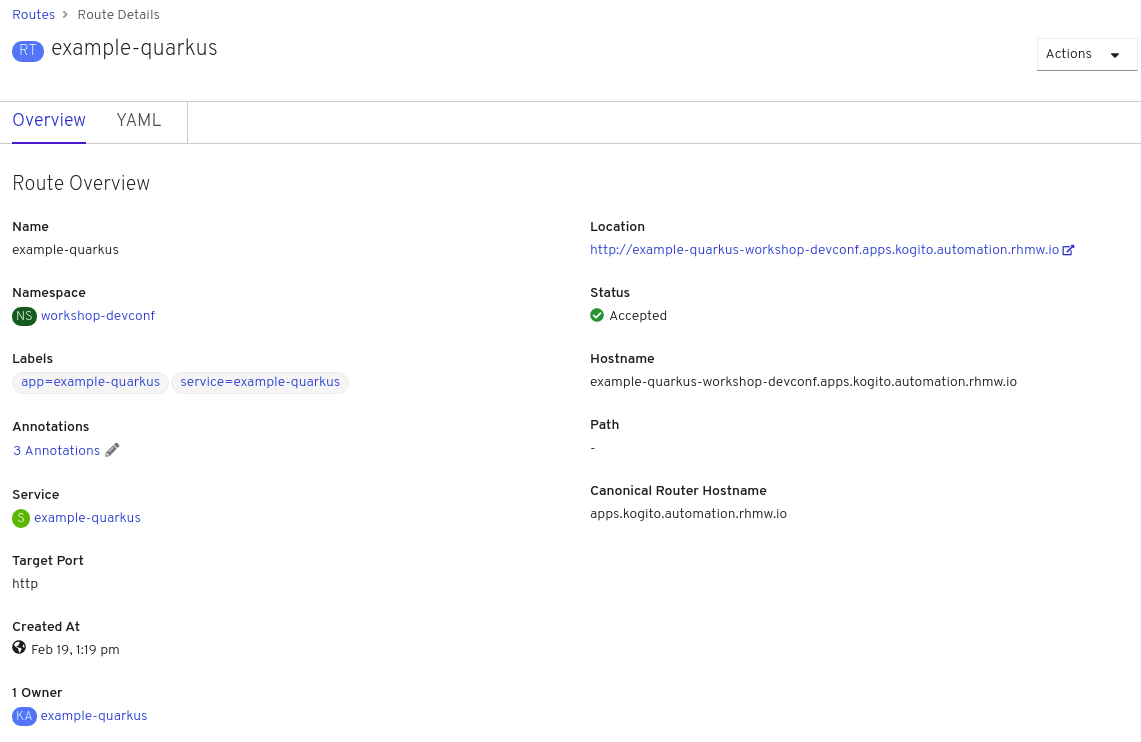 Routes > Route Details
RT example-quarkus
Actions
Overview YAML
Route Overview
Name
example-quarkus
Namespace
NS workshop-devconf
Labels
app=example-quarkus service=example-quarkus
Annotations
3 Annotations
Service
S example-quarkus
Target Port
http
Created At
Feb 19, 1:19 pm
1 Owner
KA example-quarkus
Location
http://example-quarkus-workshop-devconf.apps.kogito.automation.rhmw.io
Status
Accepted
Hostname
example-quarkus-workshop-devconf.apps.kogito.automation.rhmw.io
Path
-
Canonical Router Hostname
apps.kogito.automation.rhmw.io